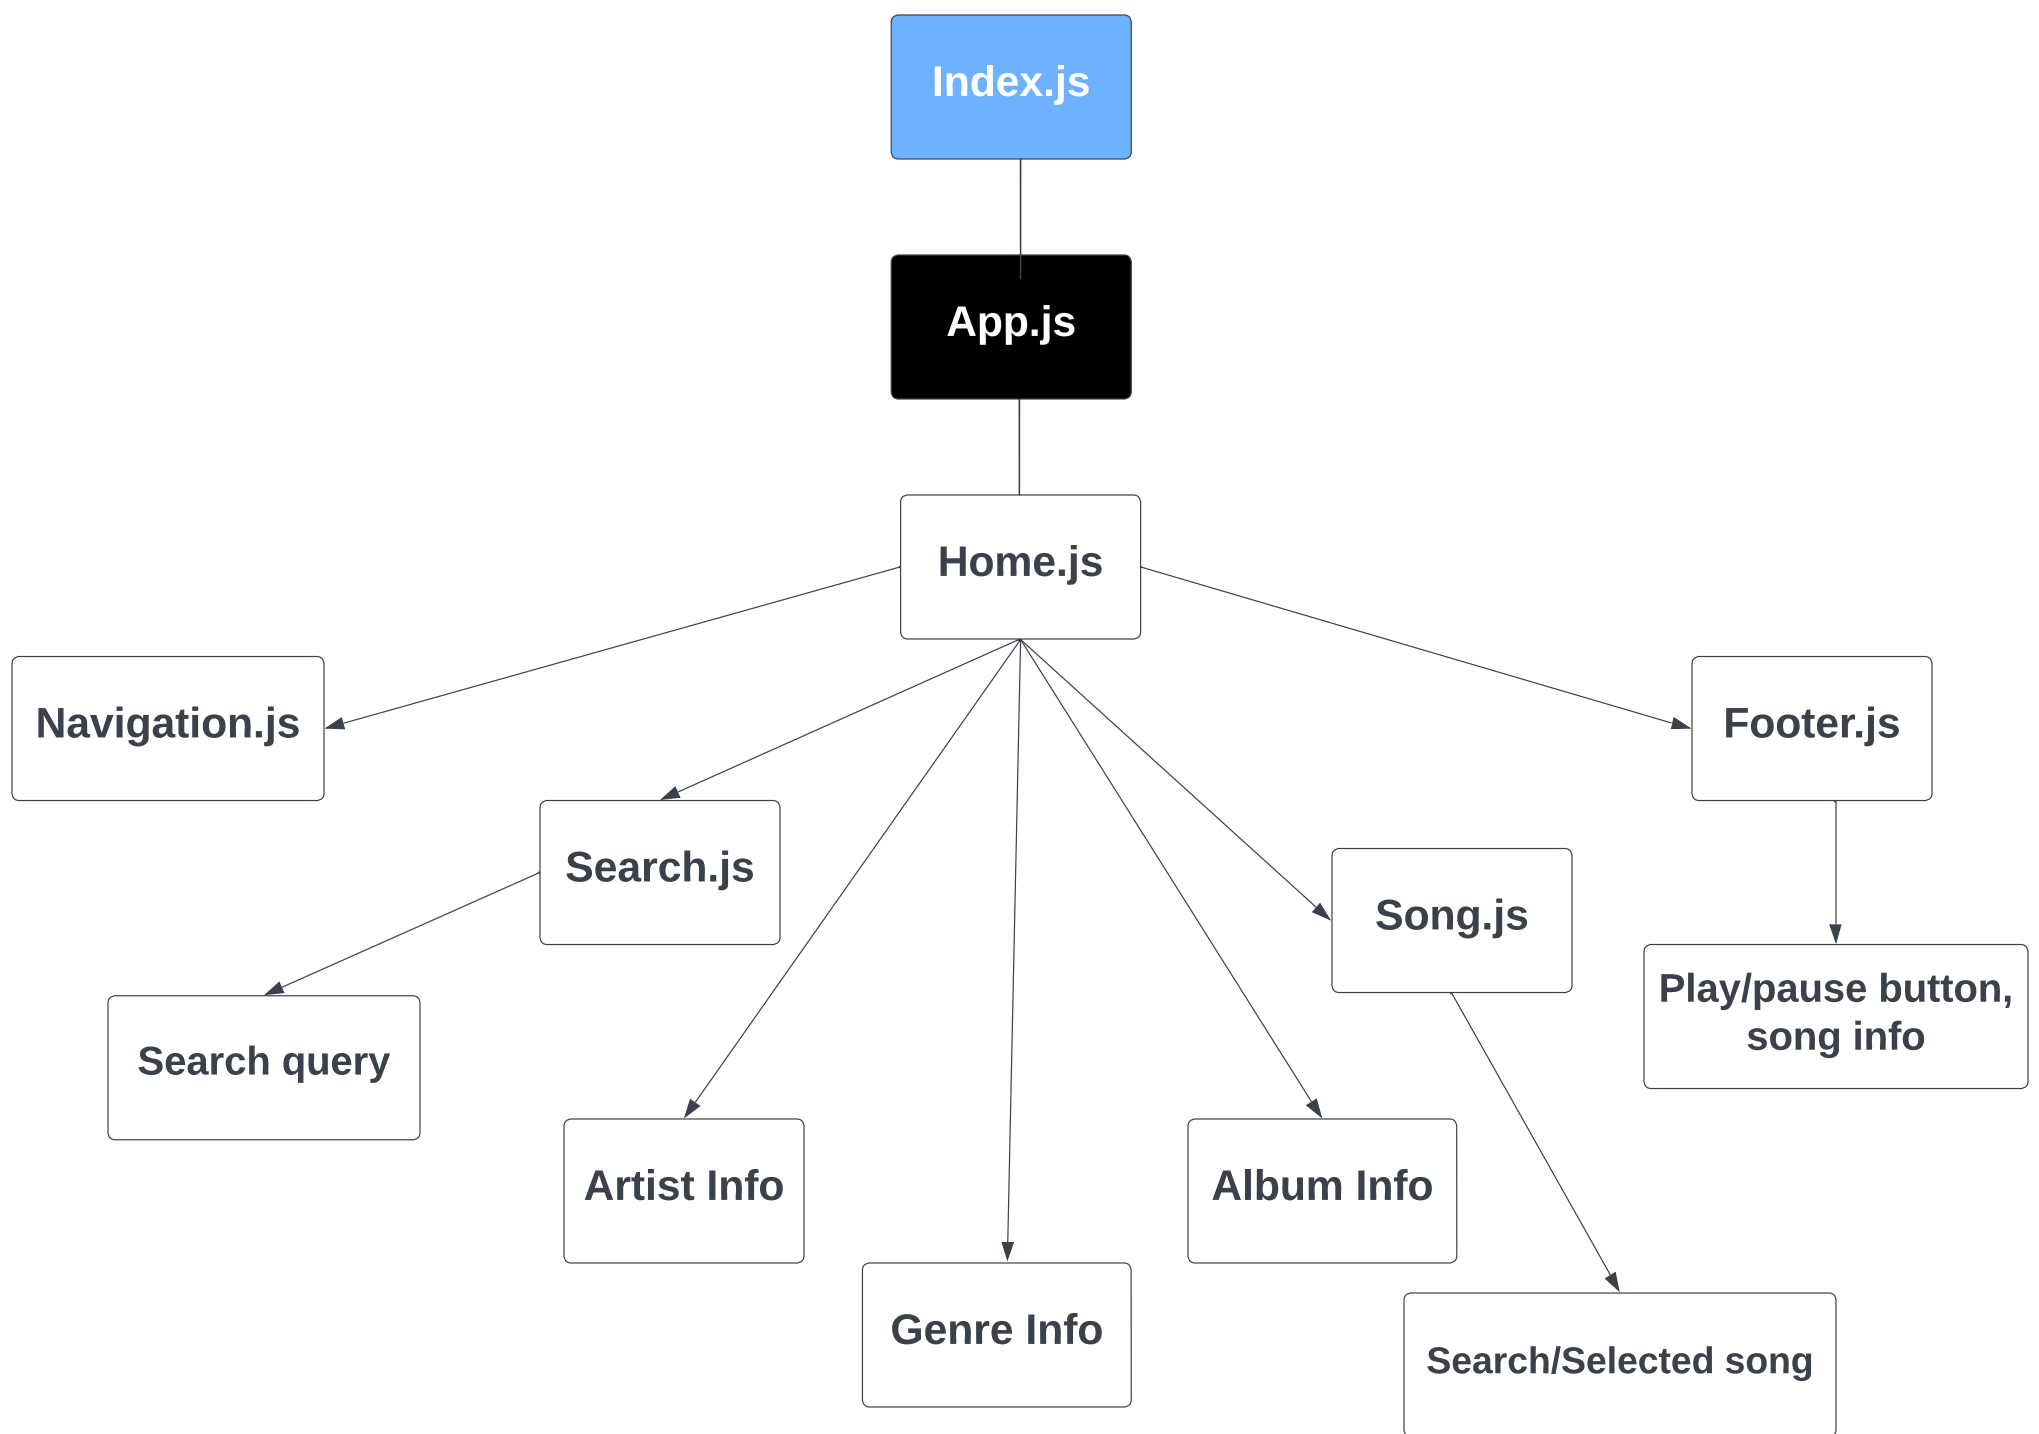 Index.js
App.js
Home.js
Navigation.js
Footer.js
Search.js
Song.js
Play/pause button,
song info
Search query
Artist Info
Album Info
Genre Info
Search/Selected song